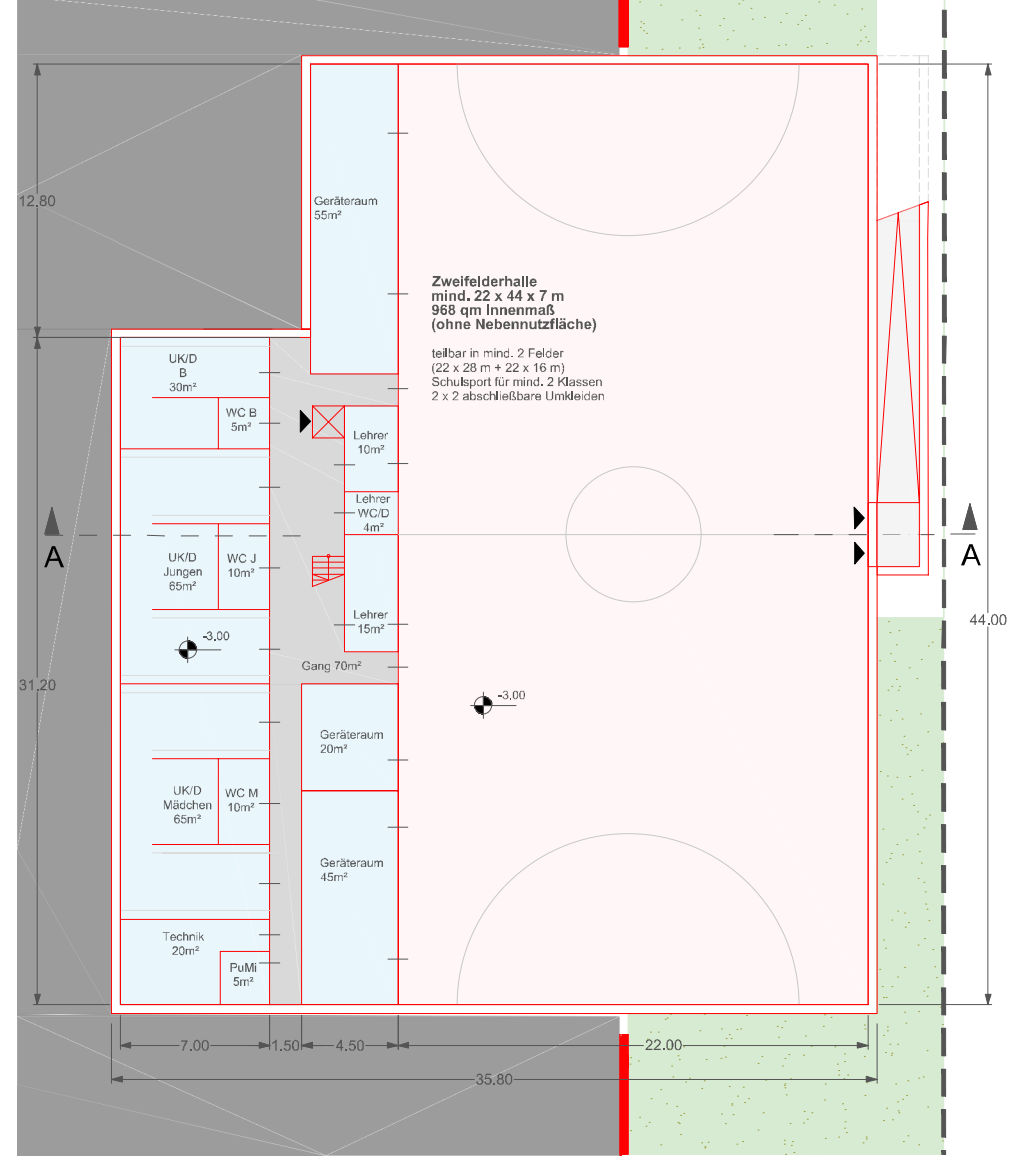 12.80
Geräteraum
55m²
Zweifelderhalle
mind. 22 x 44 x 7 m
968 qm Innenmaß
(ohne Nebennutzfläche)
teilbar in mind. 2 Felder
(22 x 28 m + 22 x 16 m)
Schulsport für mind. 2 Klassen
2 x 2 abschließbare Umkleiden
UK/D
B
30m²
WC B
5m²
Lehrer
10m²
Lehrer
WC/D
4m²
A
A
UK/D
Jungen
65m²
WC J
10m²
Lehrer
15m²
44.00
-3,00
Gang 70m²
31.20
-3,00
Geräteraum
20m²
UK/D
Mädchen
65m²
WC M
10m²
Geräteraum
45m²
Technik
20m²
PuMi
5m²
7.00
1.50
4.50
22.00
35.80